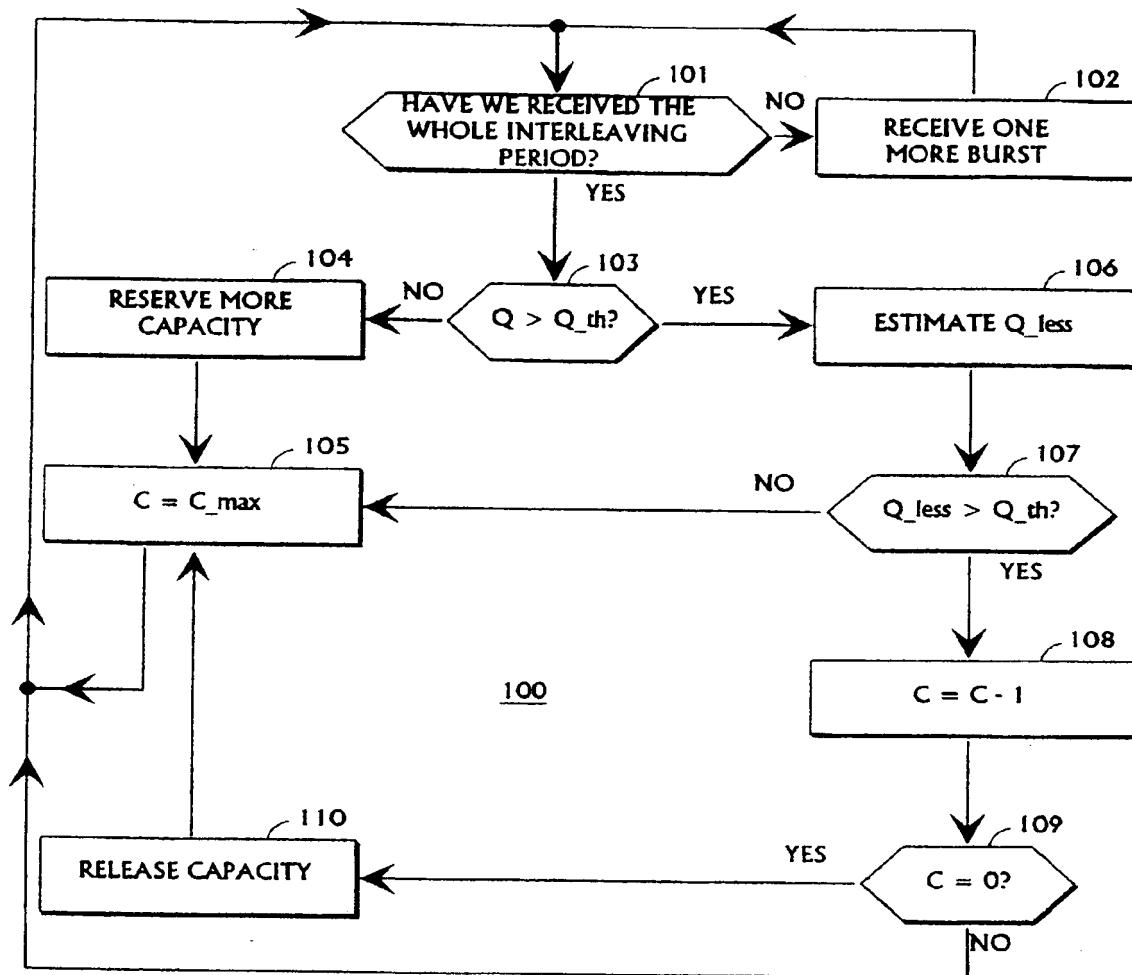 101
HAVE WE RECEIVED THE
WHOLE INTERLEAVING
PERIOD?
NO
102
RECEIVE ONE
MORE BURST
YES
104
RESERVE MORE
CAPACITY
NO
103
Q > Q_th?
YES
106
ESTIMATE Q_less
105
C = C_max
NO
107
Q_less > Q_th?
YES
108
C = C - 1
100
110
RELEASE CAPACITY
YES
109
C = 0?
NO